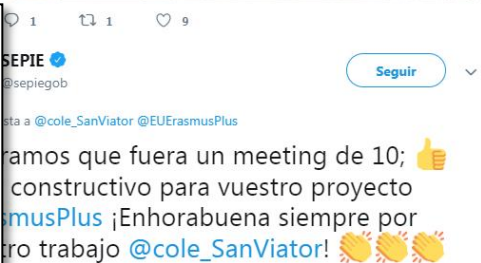 1 1 9
SEPIE
@sepiegob
Seguir
sta a @cole_SanViator @EUErasmusPlus
ramos que fuera un meeting de 10; 👍
constructivo para vuestro proyecto
smusPlus ¡Enhorabuena siempre por
tro trabajo @cole_SanViator! 👏👏👏